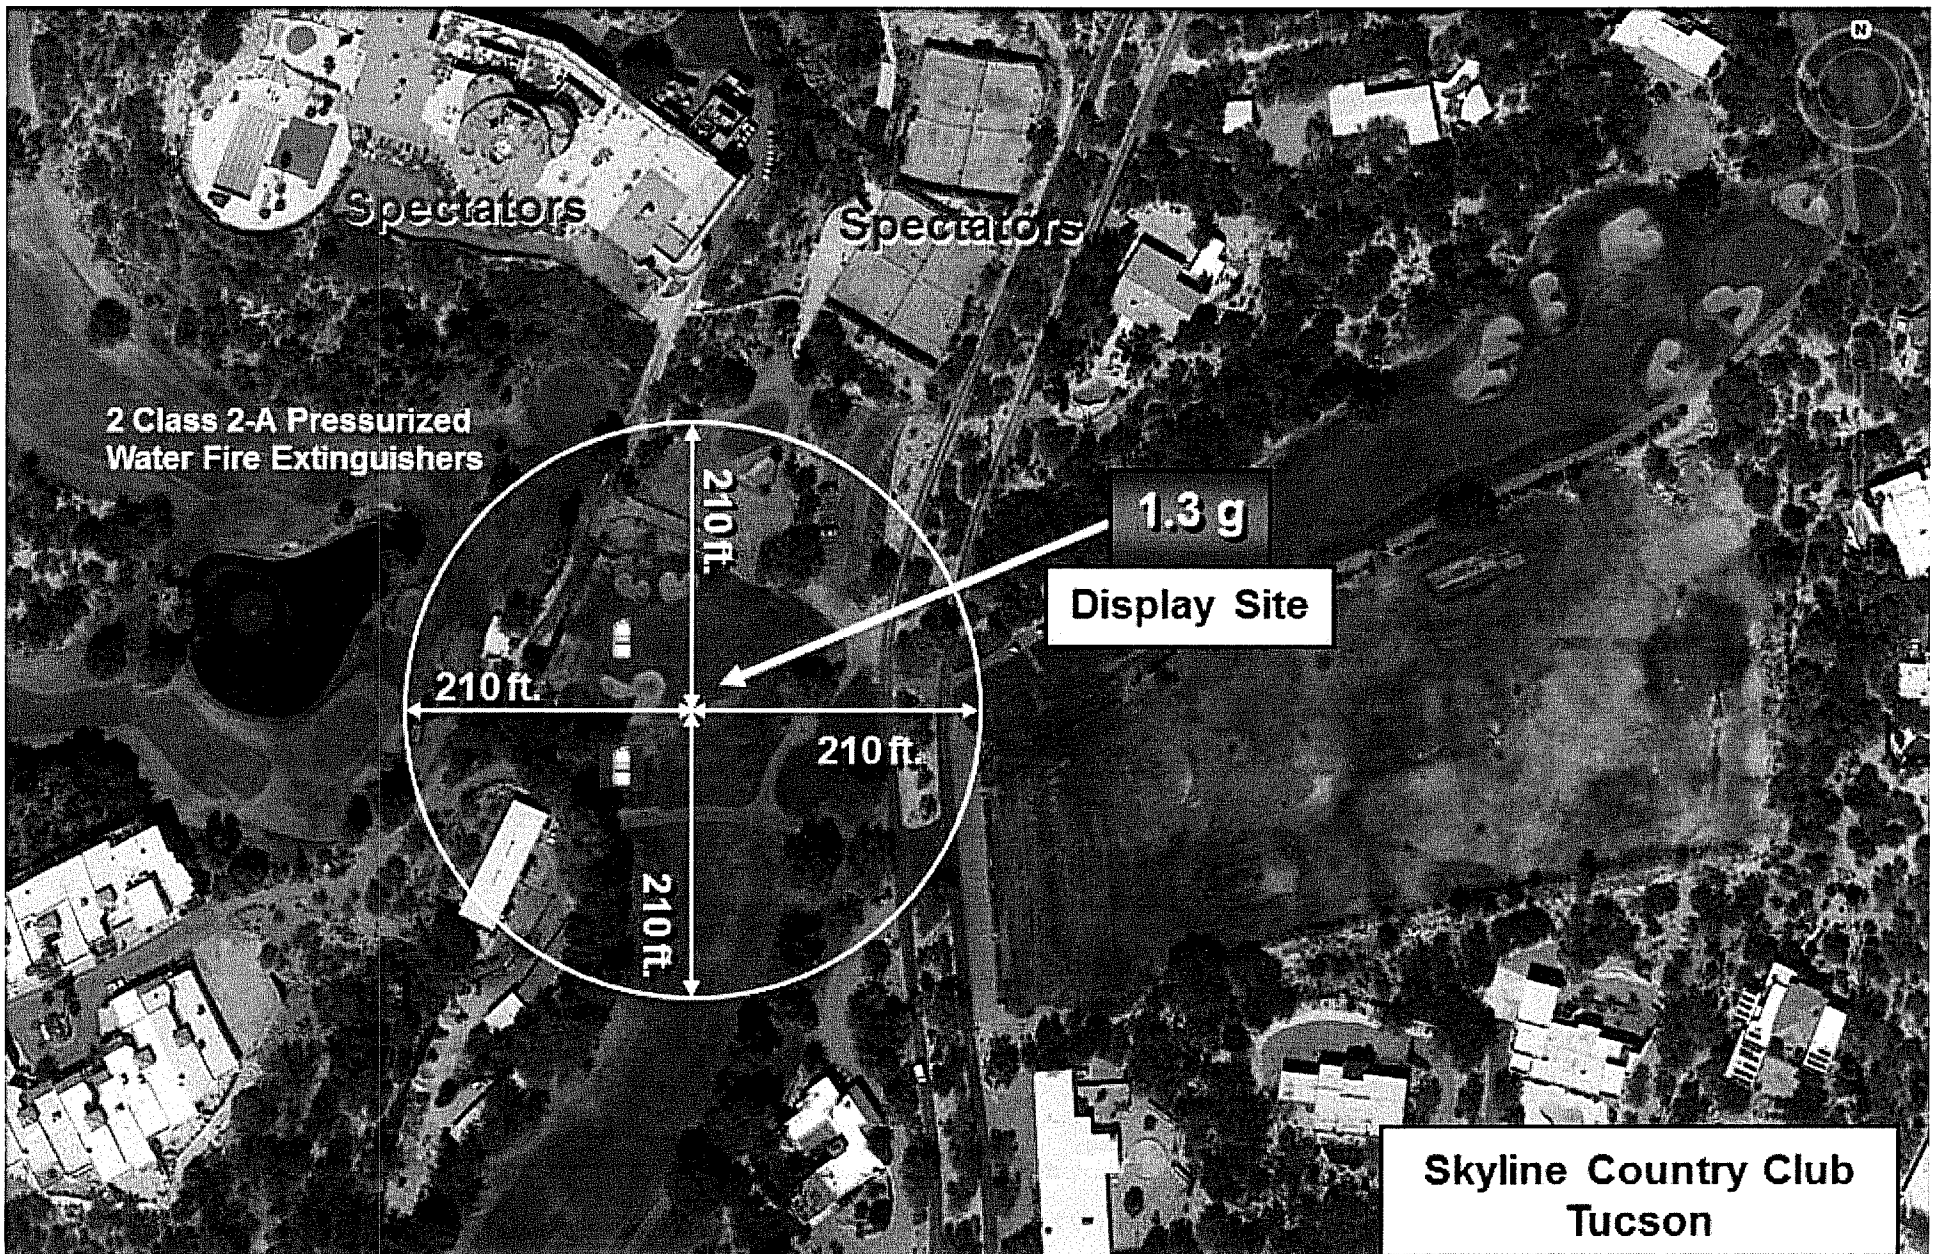 N
Spectators
Spectators
2 Class 2-A Pressurized
Water Fire Extinguishers
210 ft.
1.3 g
Display Site
210 ft.
210 ft.
210 ft.
Skyline Country Club
Tucson